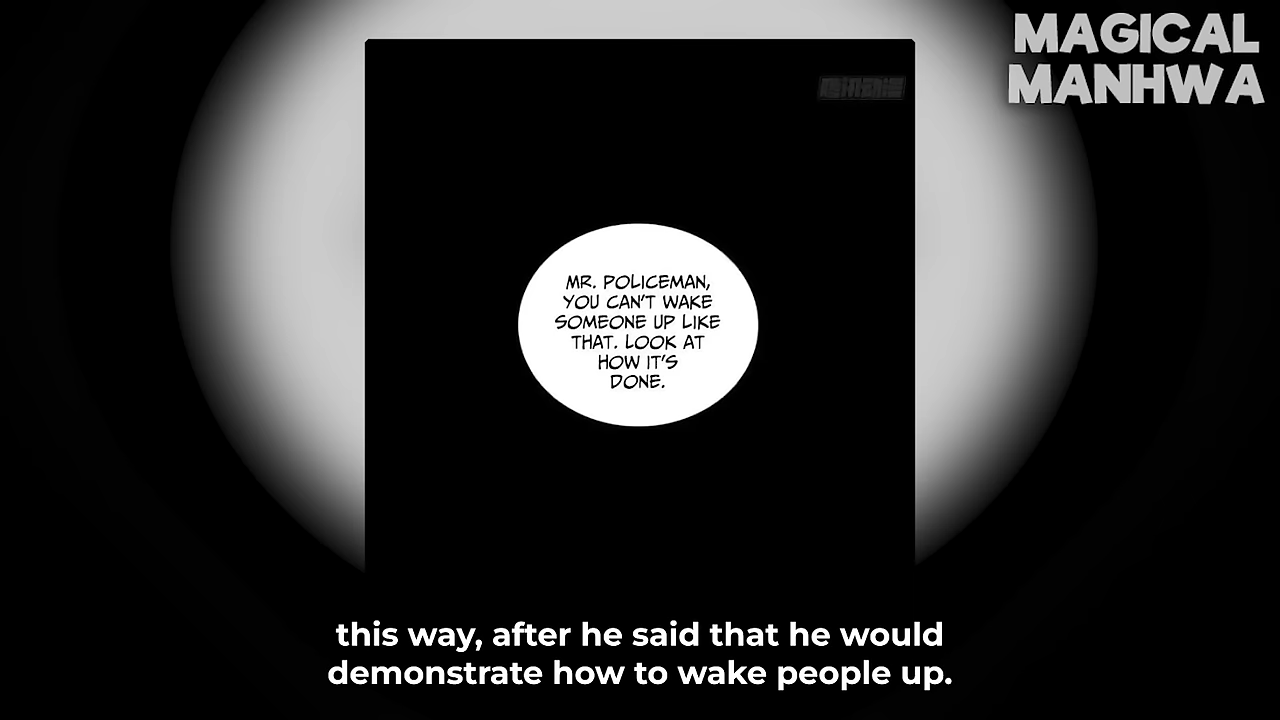 MAGICAL
MANHWA
MR. POLICEMAN,
YOU CAN'T WAKE
SOMEONE UP LIKE
THAT. LOOK AT
HOW IT'S
DONE.
this way, after he said that he would
demonstrate how to wake people up.